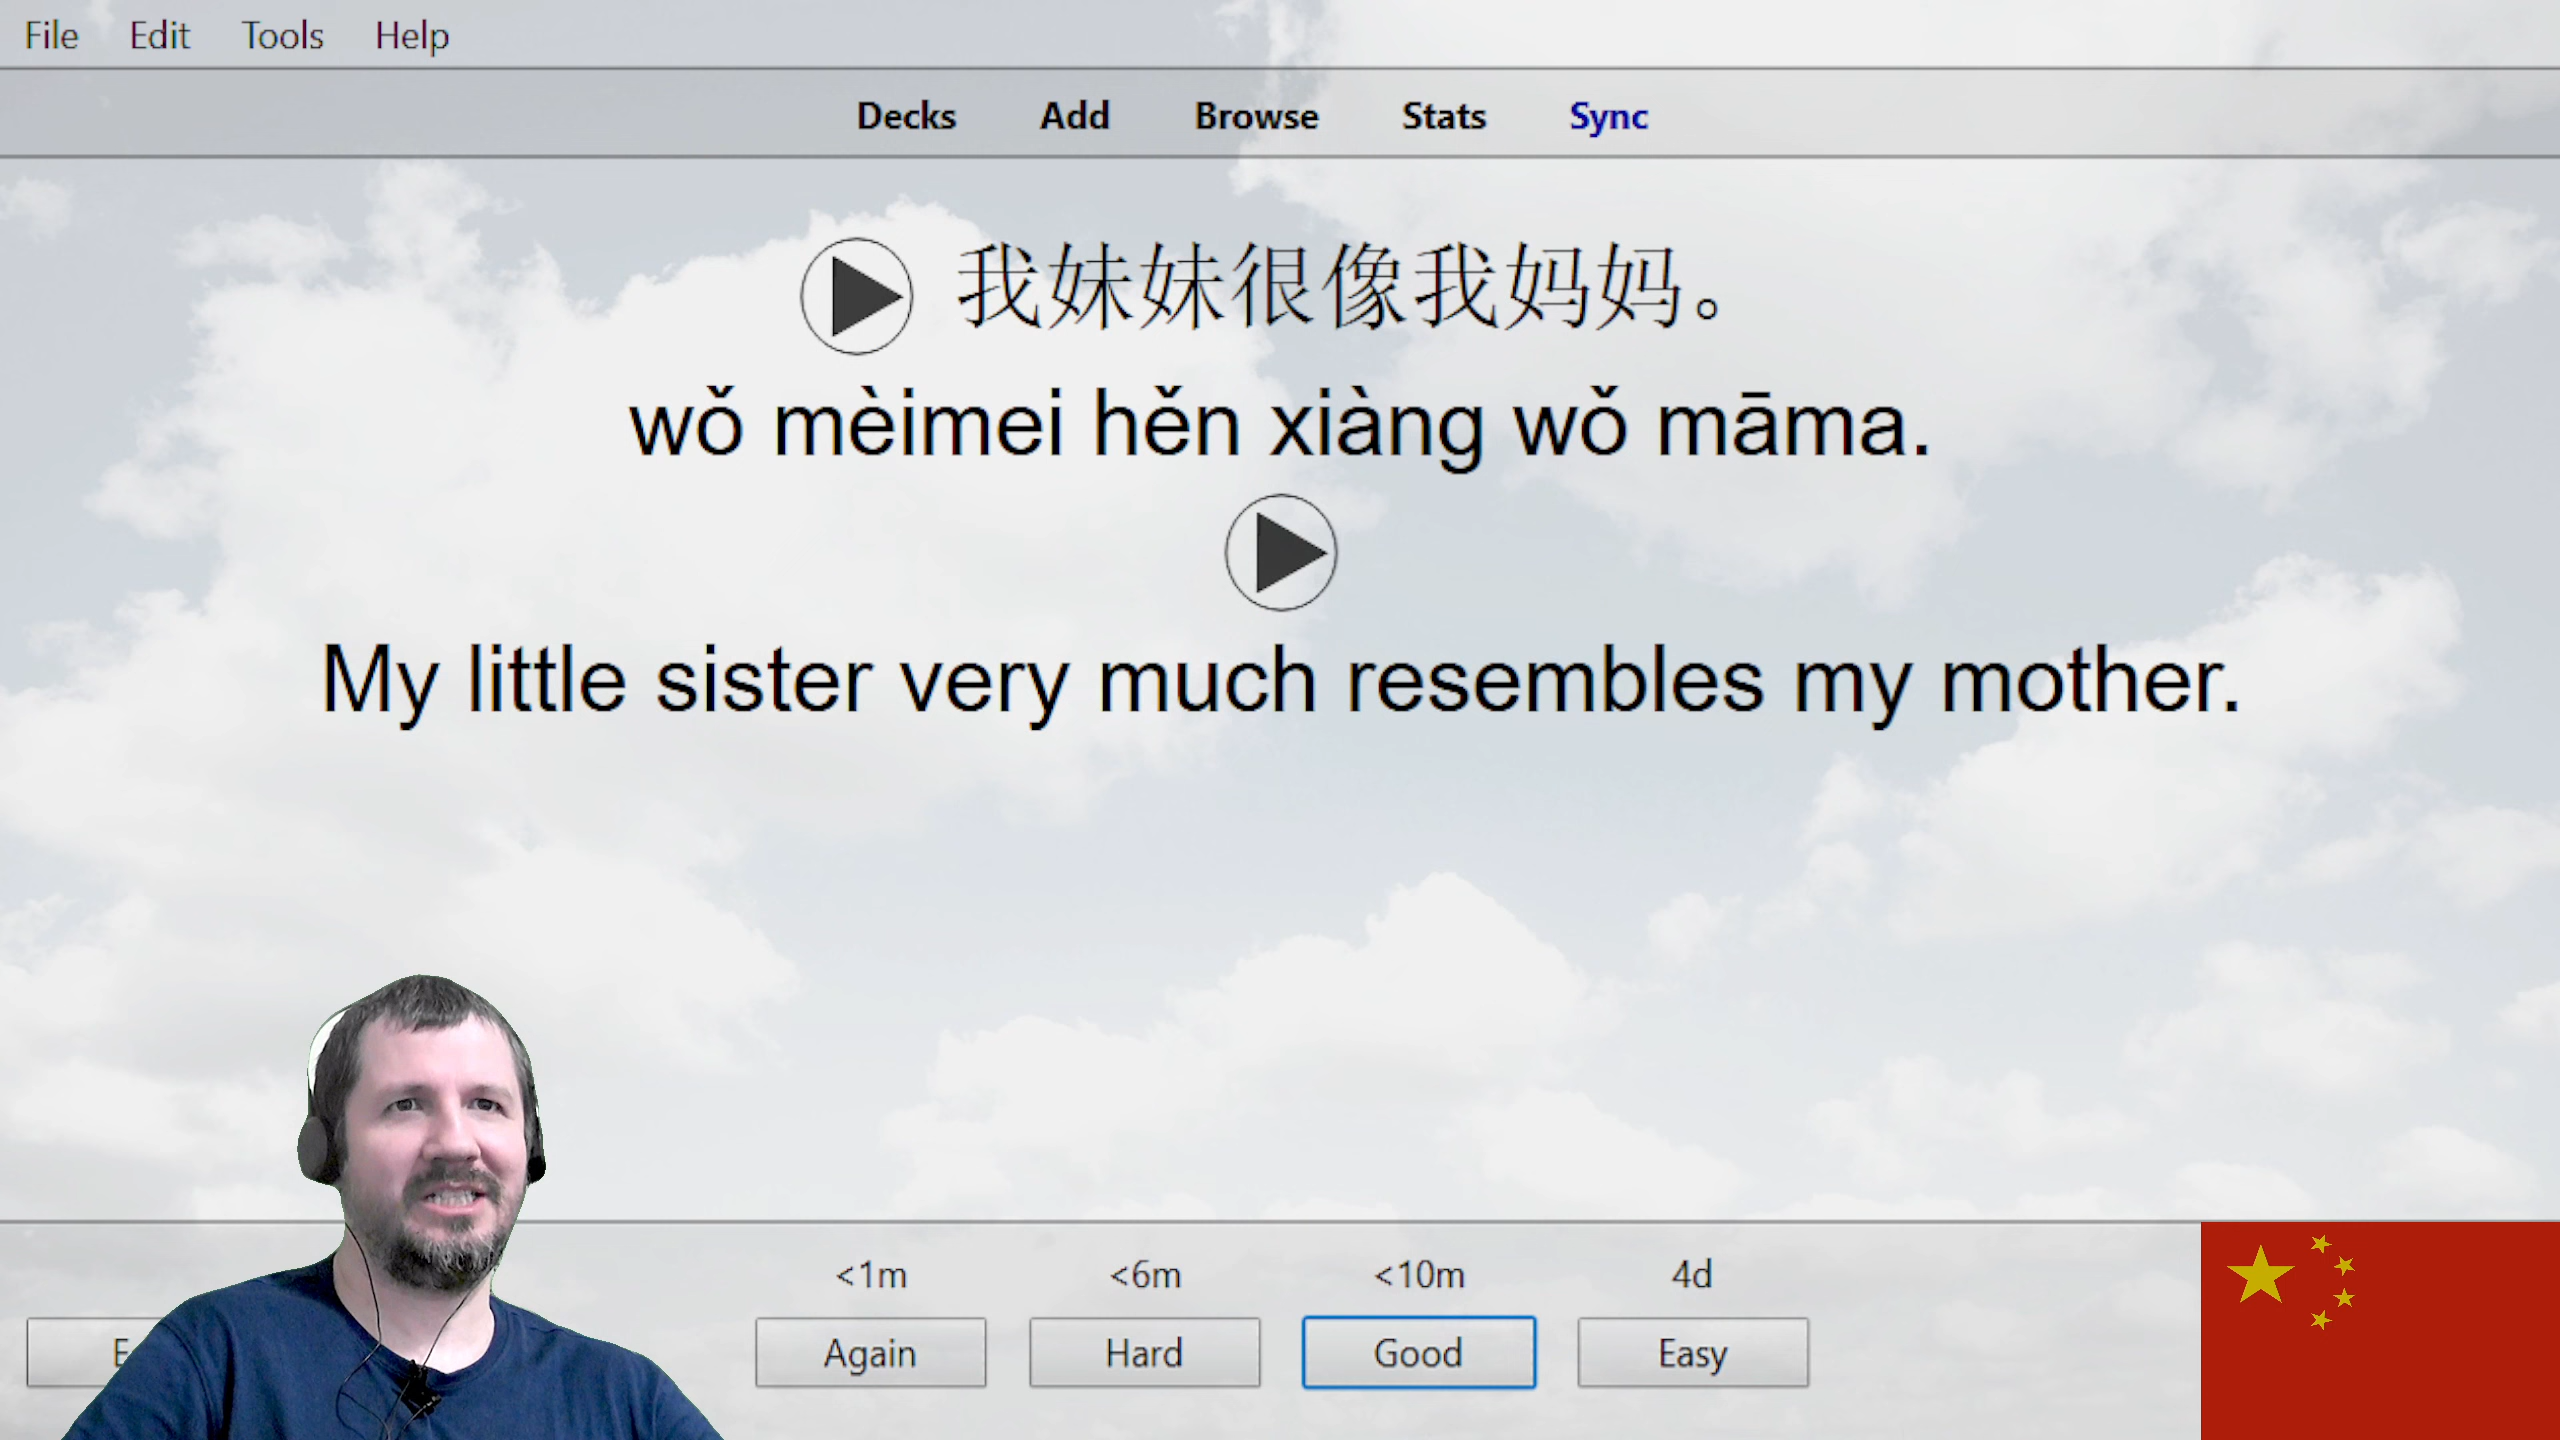 File Edit Tools Help
Decks Add Browse Stats Sync
我妹妹很像我妈妈。
wǒ mèimei hěn xiàng wǒ māma.
My little sister very much resembles my mother.
<1m <6m <10m 4d
Again Hard Good Easy